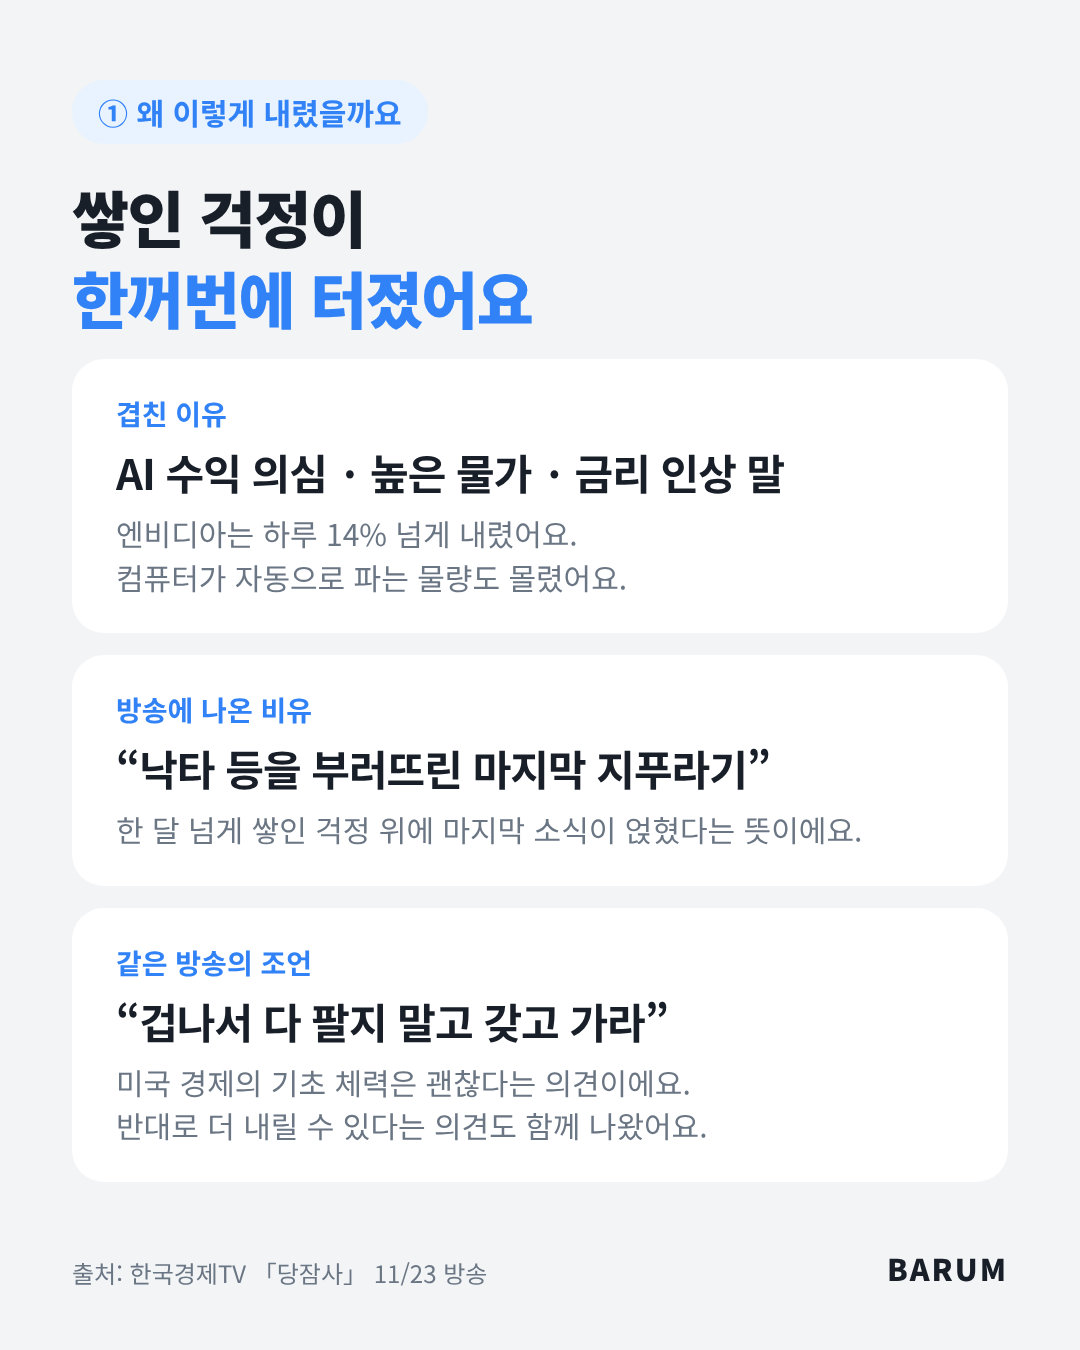 ① 왜 이렇게 내렸을까요
쌓인 걱정이
한꺼번에 터졌어요
겹친 이유
AI 수익 의심 · 높은 물가 · 금리 인상 말
엔비디아는 하루 14% 넘게 내렸어요.
컴퓨터가 자동으로 파는 물량도 몰렸어요.
방송에 나온 비유
“낙타 등을 부러뜨린 마지막 지푸라기”
한 달 넘게 쌓인 걱정 위에 마지막 소식이 얹혔다는 뜻이에요.
같은 방송의 조언
“겁나서 다 팔지 말고 갖고 가라”
미국 경제의 기초 체력은 괜찮다는 의견이에요.
반대로 더 내릴 수 있다는 의견도 함께 나왔어요.
출처: 한국경제TV 「당잠사」 11/23 방송
BARUM